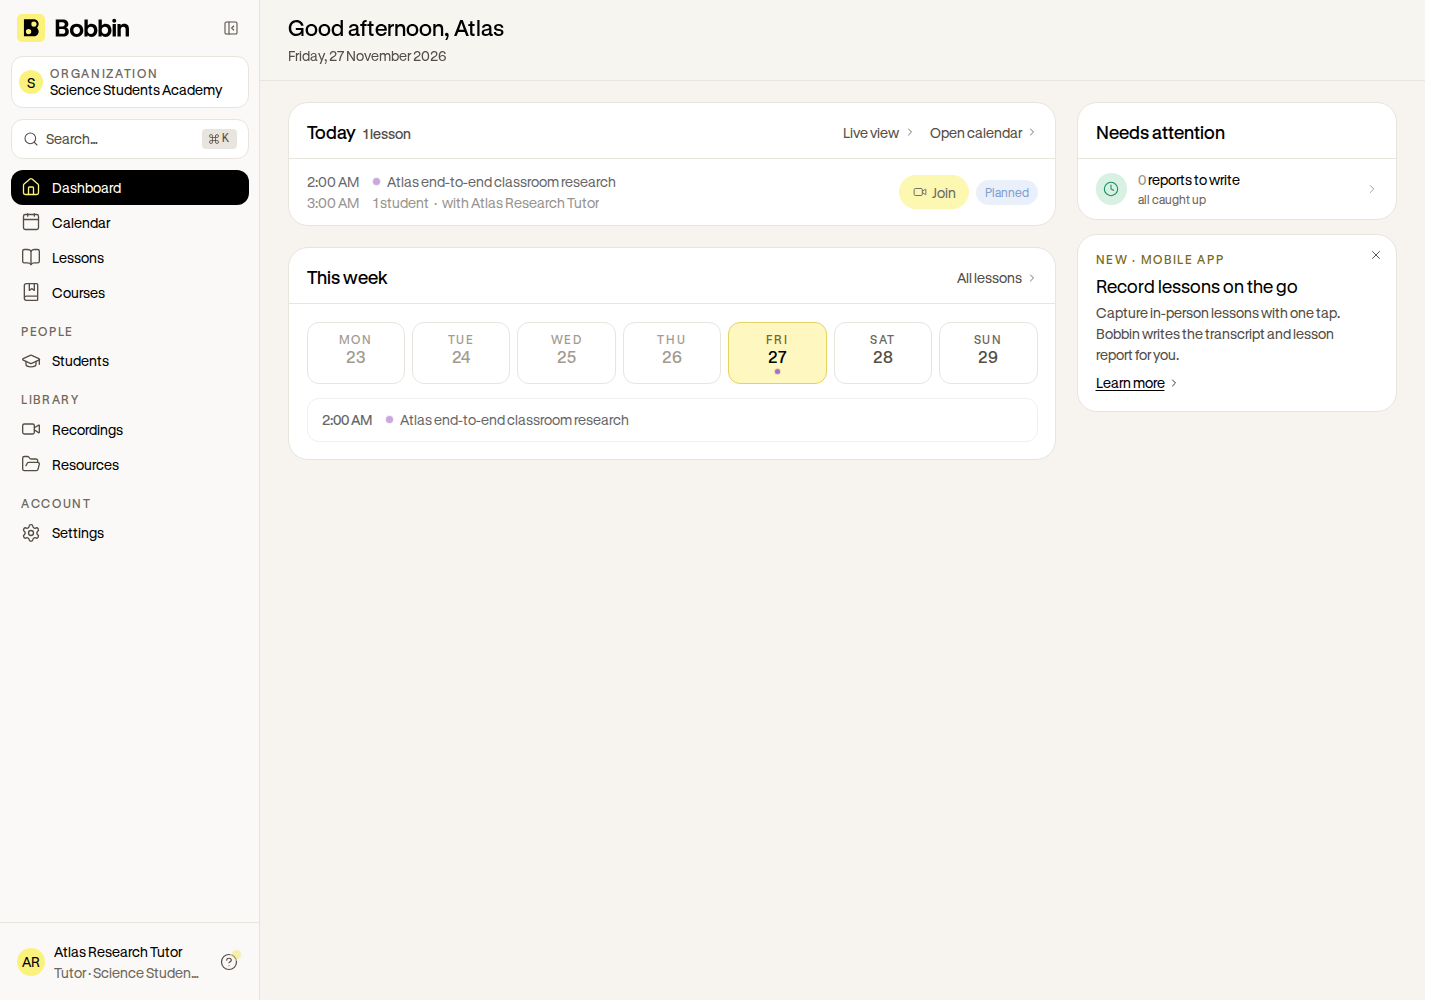 Bobbin
ORGANIZATION
S
Science Students Academy
Search...
⌘ K
Dashboard
Calendar
Lessons
Courses
PEOPLE
Students
LIBRARY
Recordings
Resources
ACCOUNT
Settings
AR
Atlas Research Tutor
Tutor · Science Studen...
Good afternoon, Atlas
Friday, 27 November 2026
Today 1 lesson
Live view
Open calendar
2:00 AM Atlas end-to-end classroom research
3:00 AM 1 student · with Atlas Research Tutor
Join
Planned
This week
All lessons
MON TUE WED THU FRI SAT SUN
23 24 25 26 27 28 29
2:00 AM Atlas end-to-end classroom research
Needs attention
0 reports to write
all caught up
NEW · MOBILE APP
Record lessons on the go
Capture in-person lessons with one tap.
Bobbin writes the transcript and lesson
report for you.
Learn more